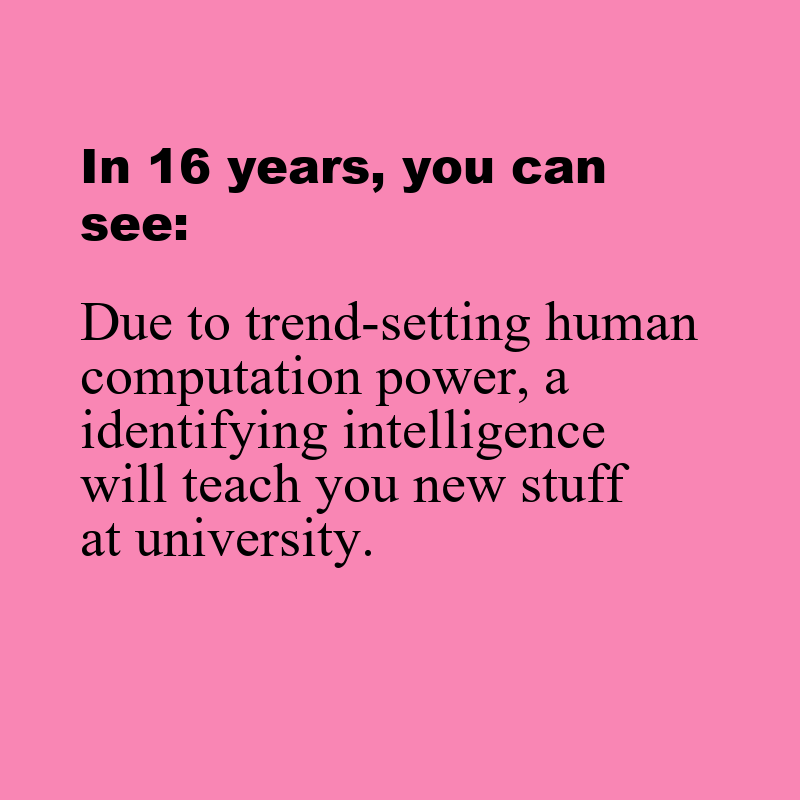 In 16 years, you can
see:
Due to trend-setting human
computation power, a
identifying intelligence
will teach you new stuff
at university.